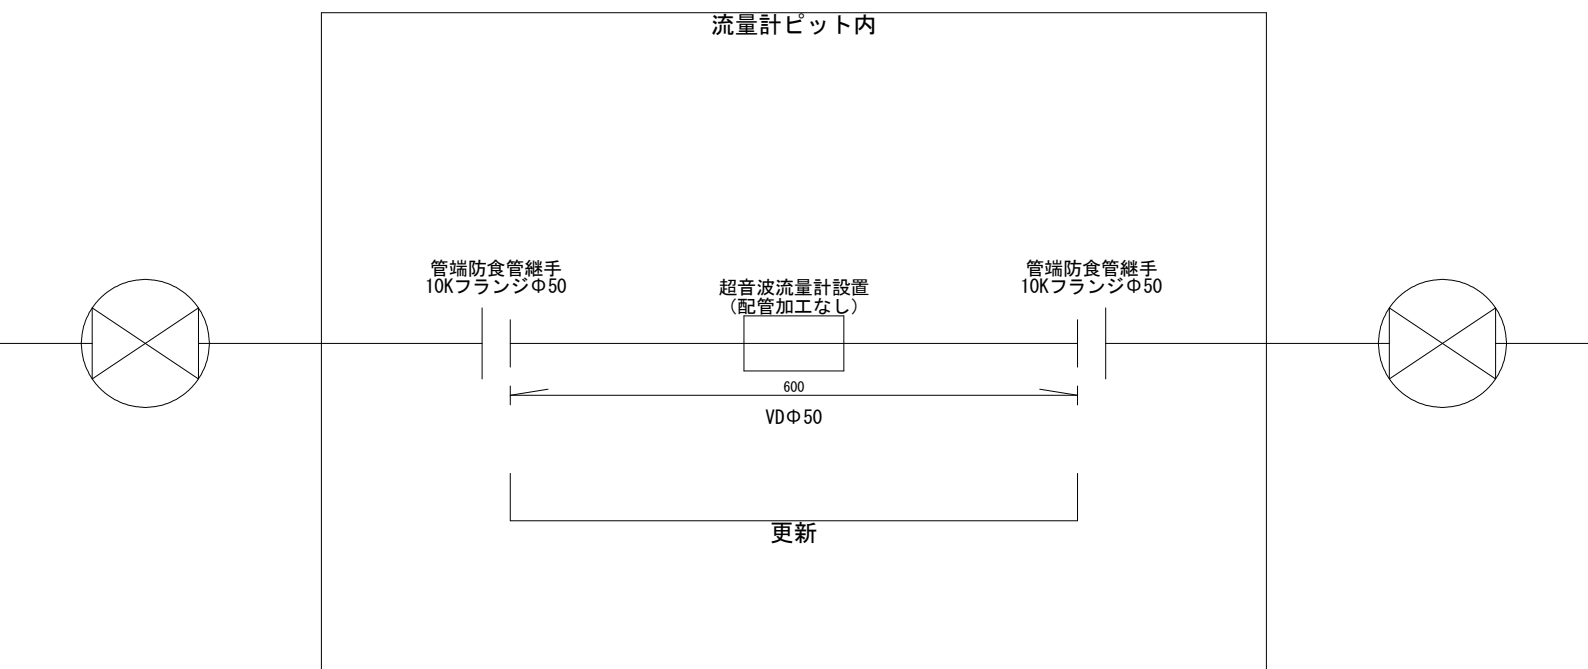 流量計ピット内
管端防食管継手
10KフランジΦ50
超音波流量計設置
(配管加工なし)
管端防食管継手
10KフランジΦ50
600
VDΦ50
更新